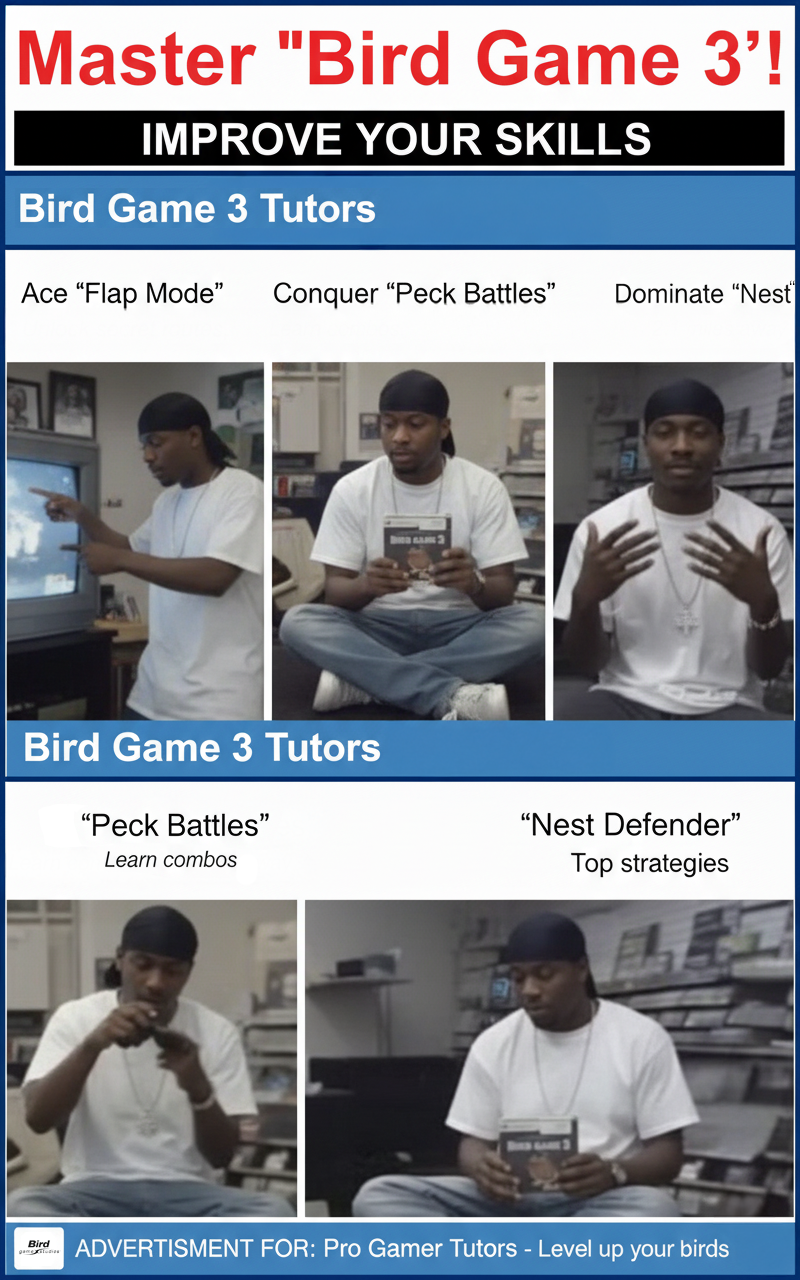 Master "Bird Game 3’!
IMPROVE YOUR SKILLS
Bird Game 3 Tutors
Ace “Flap Mode”
Conquer “Peck Battles”
Dominate “Nest“
BIRD GAME 3
Bird Game 3 Tutors
“Peck Battles”
Learn combos
“Nest Defender”
Top strategies
BIRD GAME 3
Bird
game studios
ADVERTISMENT FOR: Pro Gamer Tutors - Level up your birds